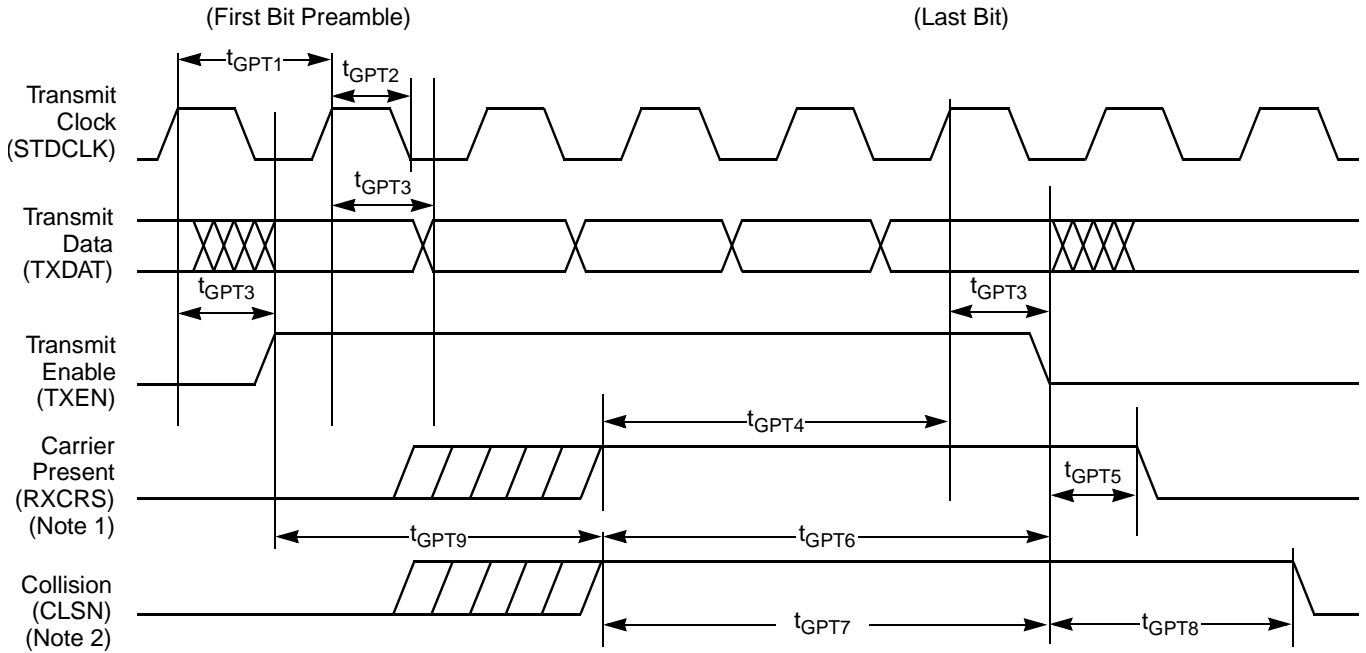 (First Bit Preamble)
(Last Bit)
tGPT1
tGPT2
Transmit
Clock
(STDCLK)
tGPT3
Transmit
Data
(TXDAT)
tGPT3
tGPT3
Transmit
Enable
(TXEN)
tGPT4
Carrier
Present
(RXCRS)
(Note 1)
tGPT5
tGPT9
tGPT6
Collision
(CLSN)
(Note 2)
tGPT7
tGPT8